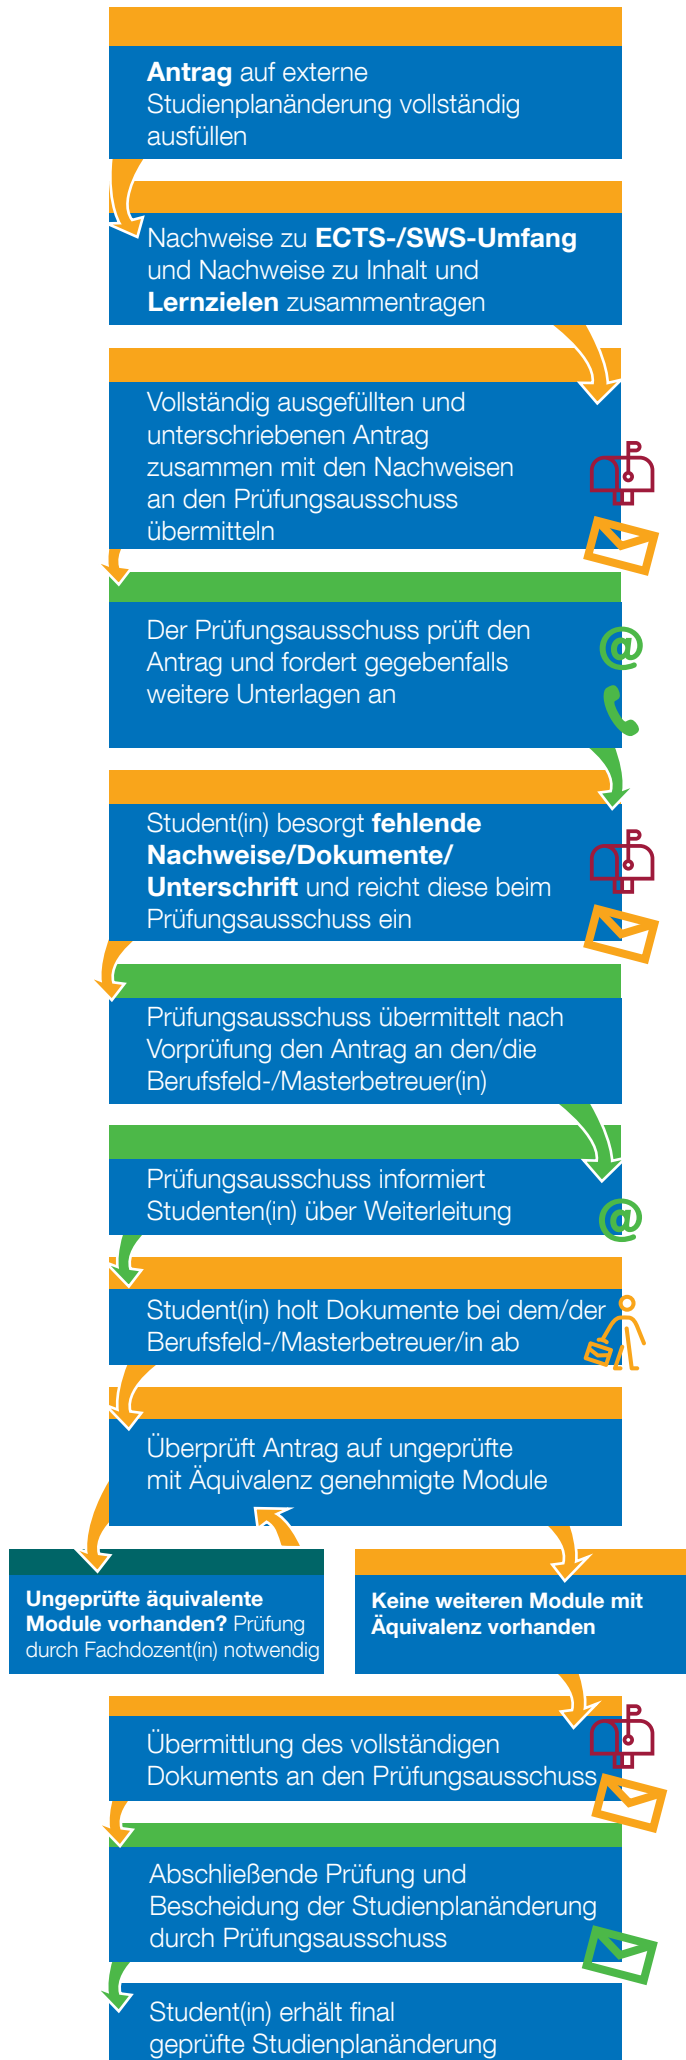 Antrag auf externe
Studienplanänderung vollständig
ausfüllen
Nachweise zu ECTS-/SWS-Umfang
und Nachweise zu Inhalt und
Lernzielen zusammentragen
Vollständig ausgefüllten und
unterschriebenen Antrag
zusammen mit den Nachweisen
an den Prüfungsausschuss
übermitteln
Der Prüfungsausschuss prüft den
Antrag und fordert gegebenfalls
weitere Unterlagen an
@
Student(in) besorgt fehlende
Nachweise/Dokumente/
Unterschrift und reicht diese beim
Prüfungsausschuss ein
Prüfungsausschuss übermittelt nach
Vorprüfung den Antrag an den/die
Berufsfeld-/Masterbetreuer(in)
Prüfungsausschuss informiert
Studenten(in) über Weiterleitung
@
Student(in) holt Dokumente bei dem/der
Berufsfeld-/Masterbetreuer/in ab
Überprüft Antrag auf ungeprüfte
mit Äquivalenz genehmigte Module
Ungeprüfte äquivalente
Module vorhanden? Prüfung
durch Fachdozent(in) notwendig
Keine weiteren Module mit
Äquivalenz vorhanden
Übermittlung des vollständigen
Dokuments an den Prüfungsausschuss
Abschließende Prüfung und
Bescheidung der Studienplanänderung
durch Prüfungsausschuss
Student(in) erhält final
geprüfte Studienplanänderung